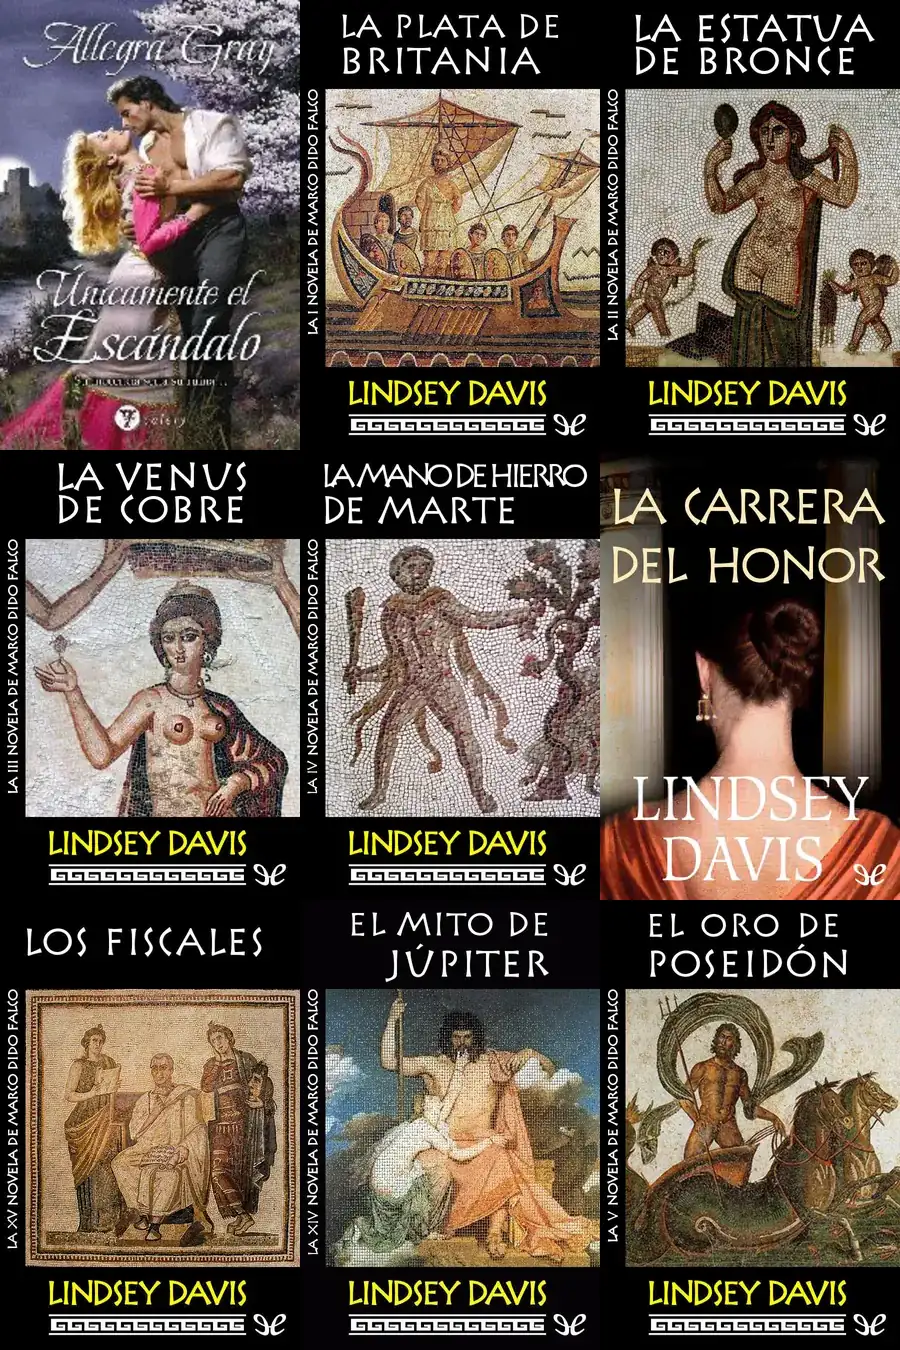 Allegra Gray
Únicamente el
Escándalo
LA PLATA DE
BRITANIA
LA I NOVELA DE MARCO DIDO FALCO
LINDSEY DAVIS
LA ESTATUA
DE BRONCE
LA II NOVELA DE MARCO DIDO FALCO
LINDSEY DAVIS
LA VENUS
DE COBRE
LA III NOVELA DE MARCO DIDO FALCO
LINDSEY DAVIS
LA MANO DE HIERRO
DE MARTE
LA IV NOVELA DE MARCO DIDO FALCO
LINDSEY DAVIS
LA CARRERA
DEL HONOR
LINDSEY
DAVIS
LOS FISCALES
LA XV NOVELA DE MARCO DIDO FALCO
LINDSEY DAVIS
EL MITO DE
JÚPITER
LA XIV NOVELA DE MARCO DIDO FALCO
LINDSEY DAVIS
EL ORO DE
POSEIDÓN
LA V NOVELA DE MARCO DIDO FALCO
LINDSEY DAVIS